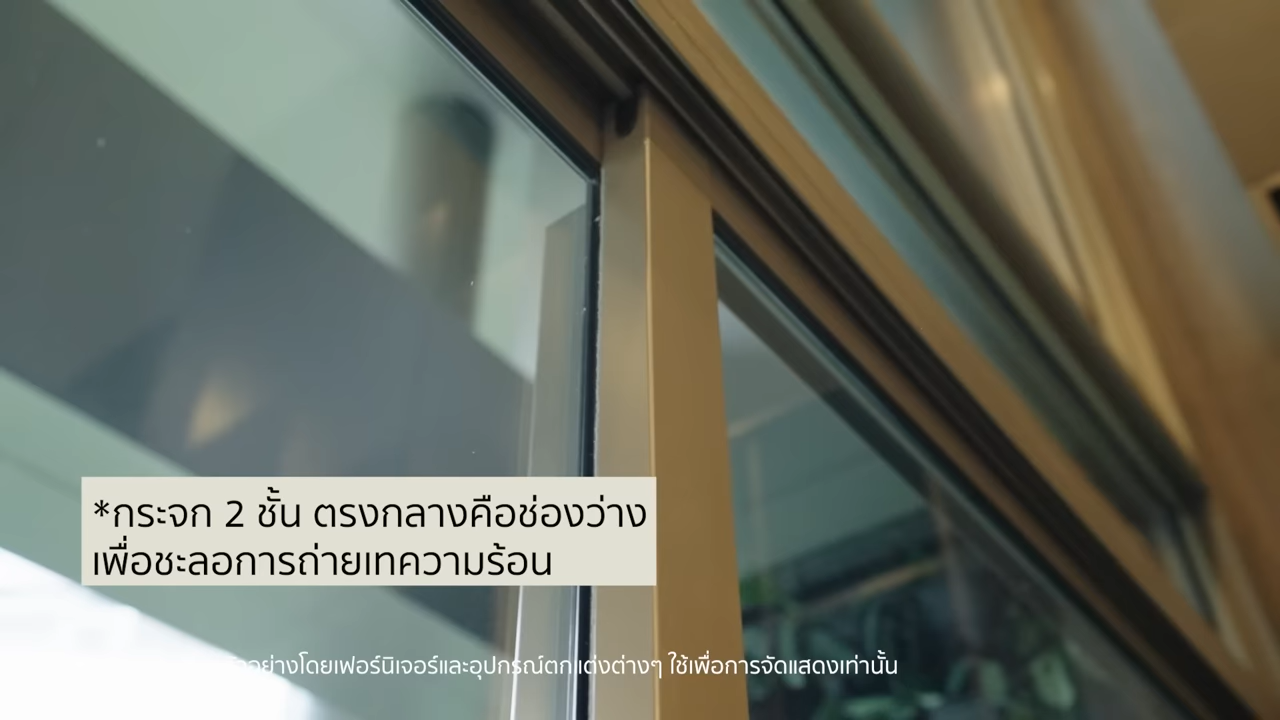 *กระจก 2 ชั้น ตรงกลางคือช่องว่าง
เพื่อชะลอการถ่ายเทความร้อน
อย่างโดยเฟอร์นิเจอร์และอุปกรณ์ตกแต่งต่างๆ ใช้เพื่อการจัดแสดงเท่านั้น